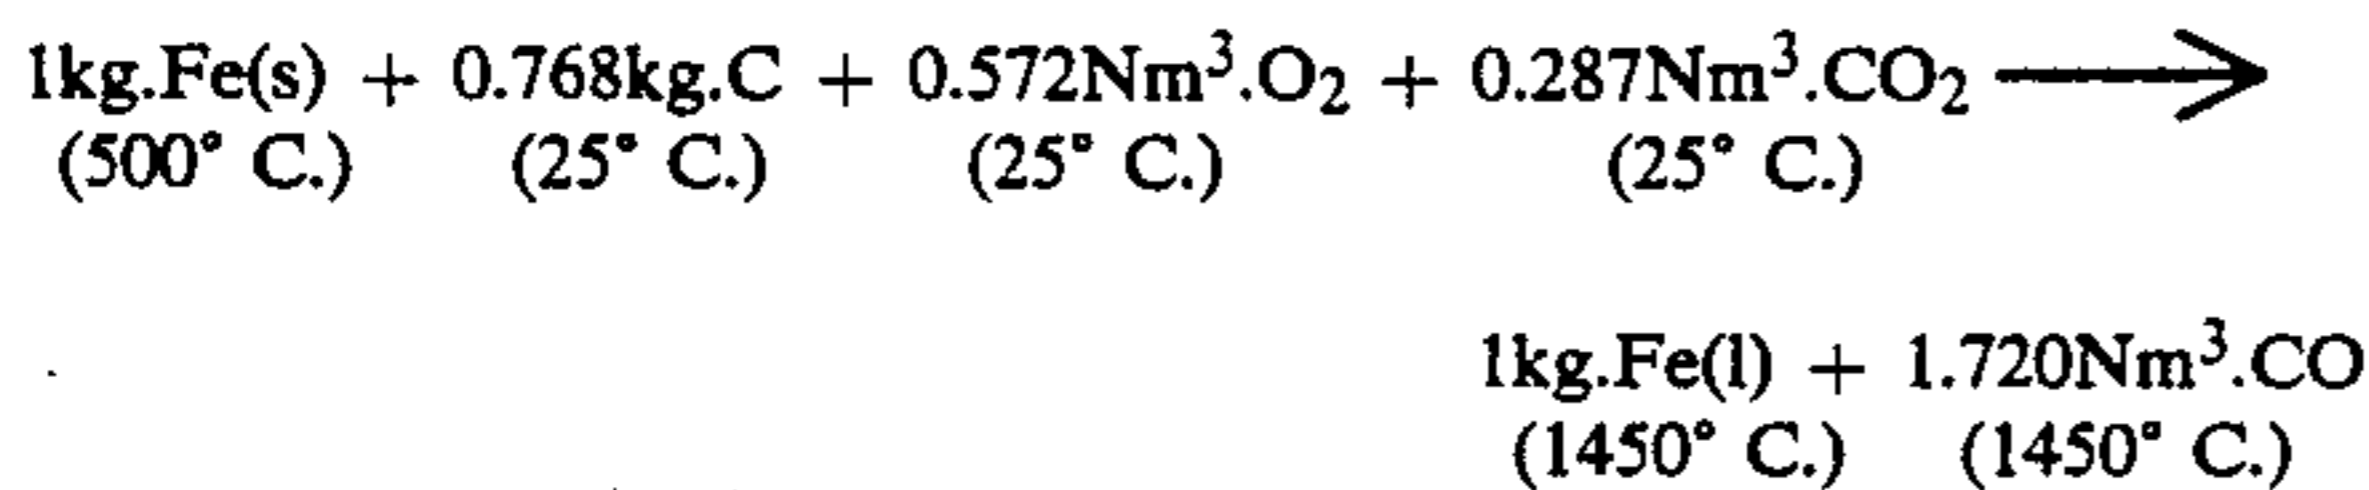 1kg.Fe(s) + 0.768kg.C + 0.572Nm³.O₂ + 0.287Nm³.CO₂ ⟶
(500° C.) (25° C.) (25° C.) (25° C.)
1kg.Fe(l) + 1.720Nm³.CO
(1450° C.) (1450° C.)